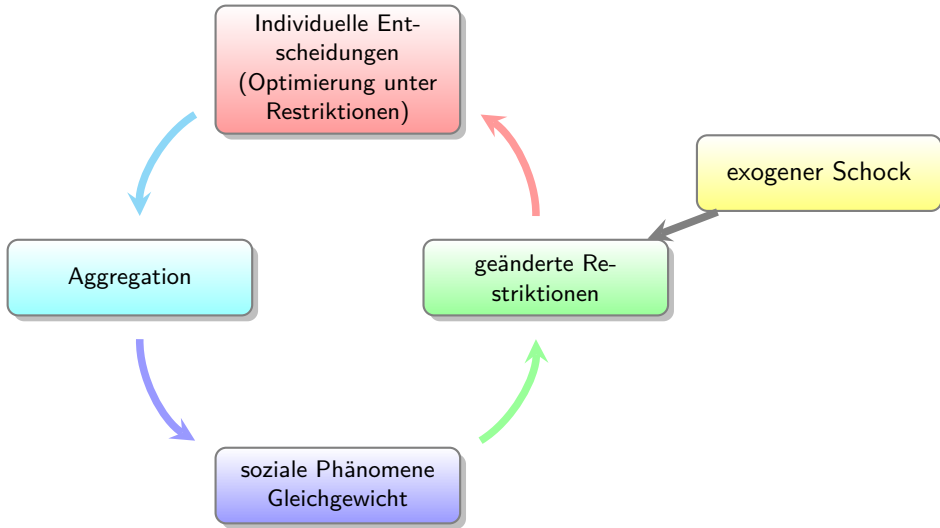 Individuelle Ent-
scheidungen
(Optimierung unter
Restriktionen)
exogener Schock
Aggregation
geänderte Re-
striktionen
soziale Phänomene
Gleichgewicht